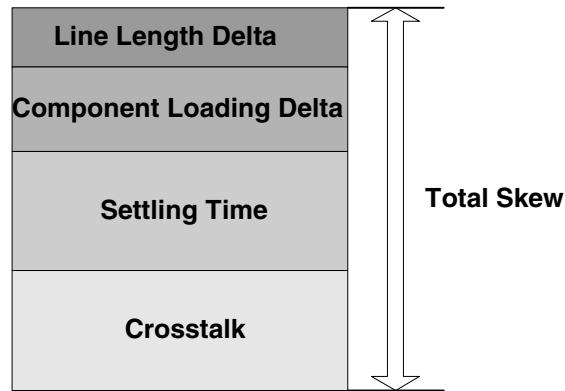 Line Length Delta
Component Loading Delta
Settling Time
Total Skew
Crosstalk